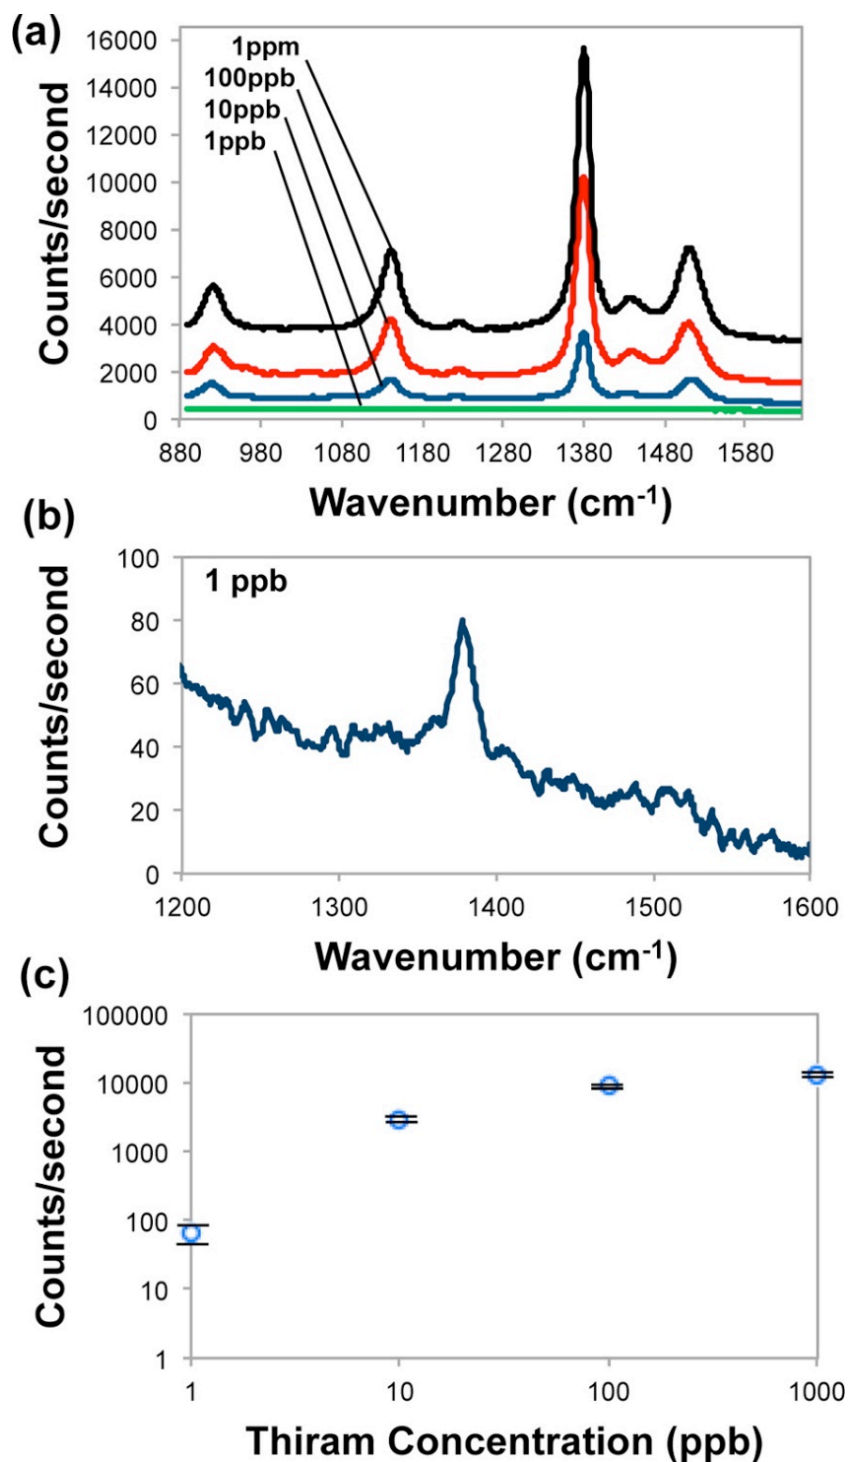 (a)
16000
14000
12000
10000
8000
6000
4000
2000
0
Counts/second
1ppm
100ppb
10ppb
1ppb
880 980 1080 1180 1280 1380 1480 1580
Wavenumber (cm-1)
(b)
100
80
60
40
20
0
Counts/second
1 ppb
1200 1300 1400 1500 1600
Wavenumber (cm-1)
(c)
100000
10000
1000
100
10
1
Counts/second
1 10 100 1000
Thiram Concentration (ppb)